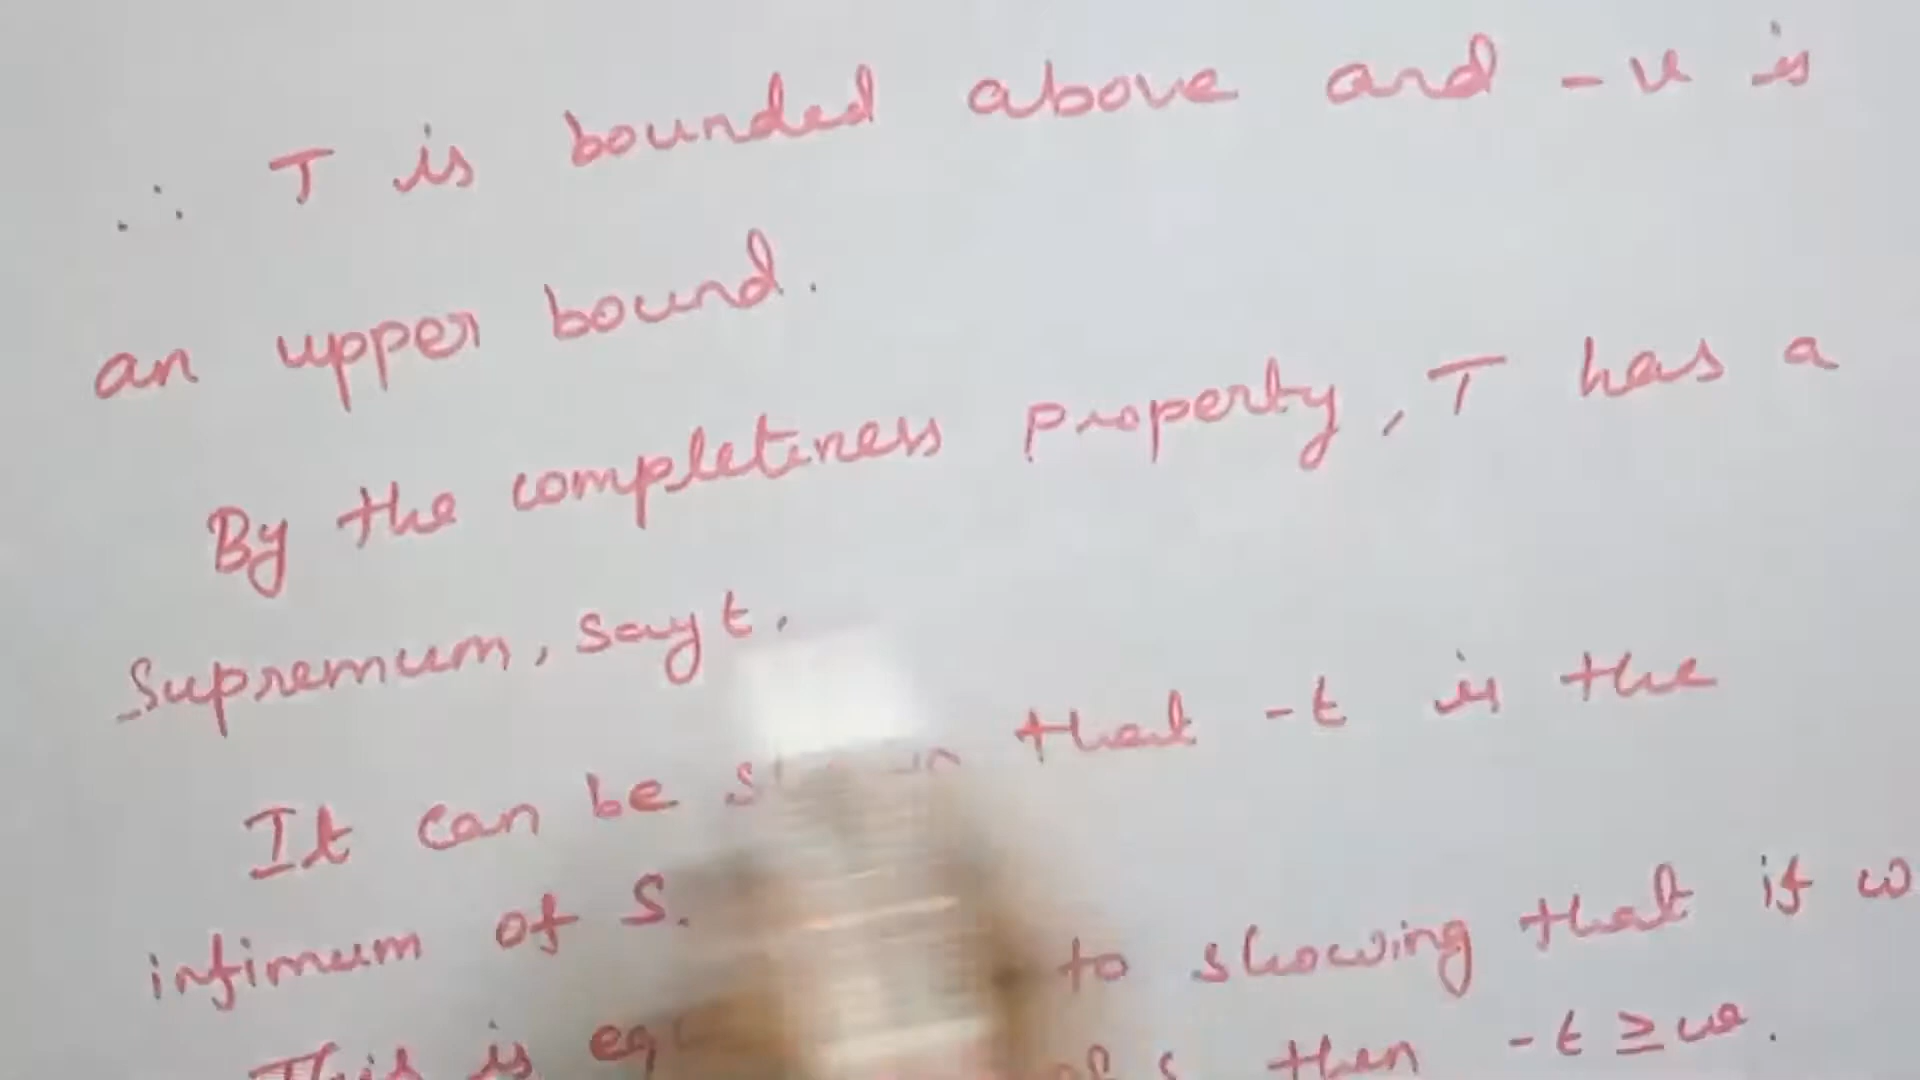 ∴ T is bounded above and -u is
an upper bound.
By the completeness property, T has a
Supremum, say t.
It can be that -t is the
infimum of S.
to showing that if w
This is then -t ≥ w.